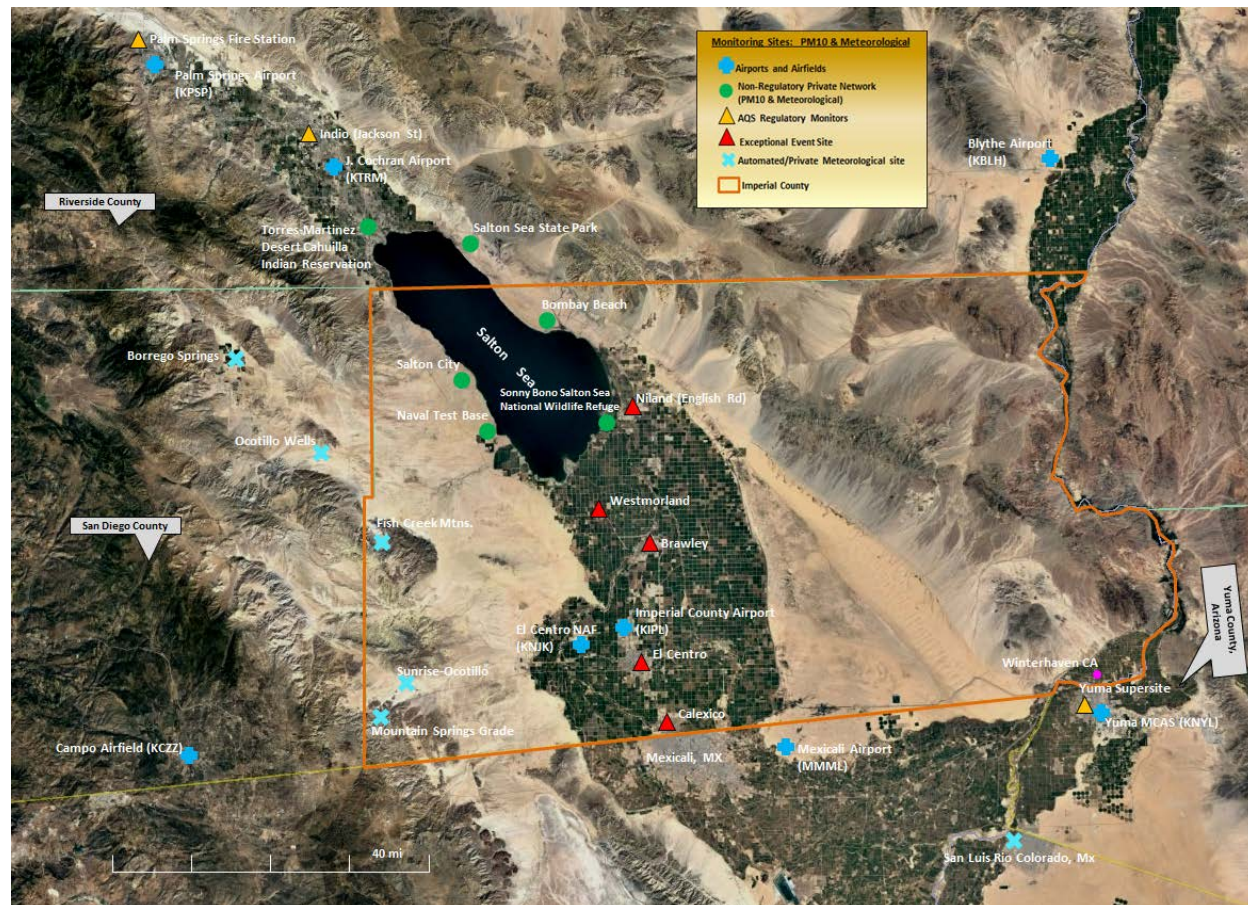 Palm Springs Fire Station
Palm Springs Airport
(KPSP)
Indio (Jackson St)
J. Cochran Airport
(KTRM)
Riverside County
Torres-Martinez
Desert Cahuilla
Indian Reservation
Salton Sea State Park
Monitoring Sites: PM10 & Meteorological
Airports and Airfields
Non-Regulatory Private Network
(PM10 & Meteorological)
AQS Regulatory Monitors
Exceptional Event Site
Automated/Private Meteorological site
Imperial County
Blythe Airport
(KBLH)
Bombay Beach
Salton Sea
Borrego Springs
Salton City
Sonny Bono Salton Sea
National Wildlife Refuge
Niland (English Rd)
Naval Test Base
Ocotillo Wells
Westmorland
San Diego County
Fish Creek Mtns.
Brawley
Imperial County Airport
(KIPL)
El Centro NAF
(KNJK)
El Centro
Yuma County,
Arizona
Winterhaven CA
Sunrise-Ocotillo
Yuma Supersite
Yuma MCAS (KNYL)
Calexico
Mountain Springs Grade
Campo Airfield (KCZZ)
Mexicali, MX
Mexicali Airport
(MMML)
40 mi
San Luis Rio Colorado, Mx